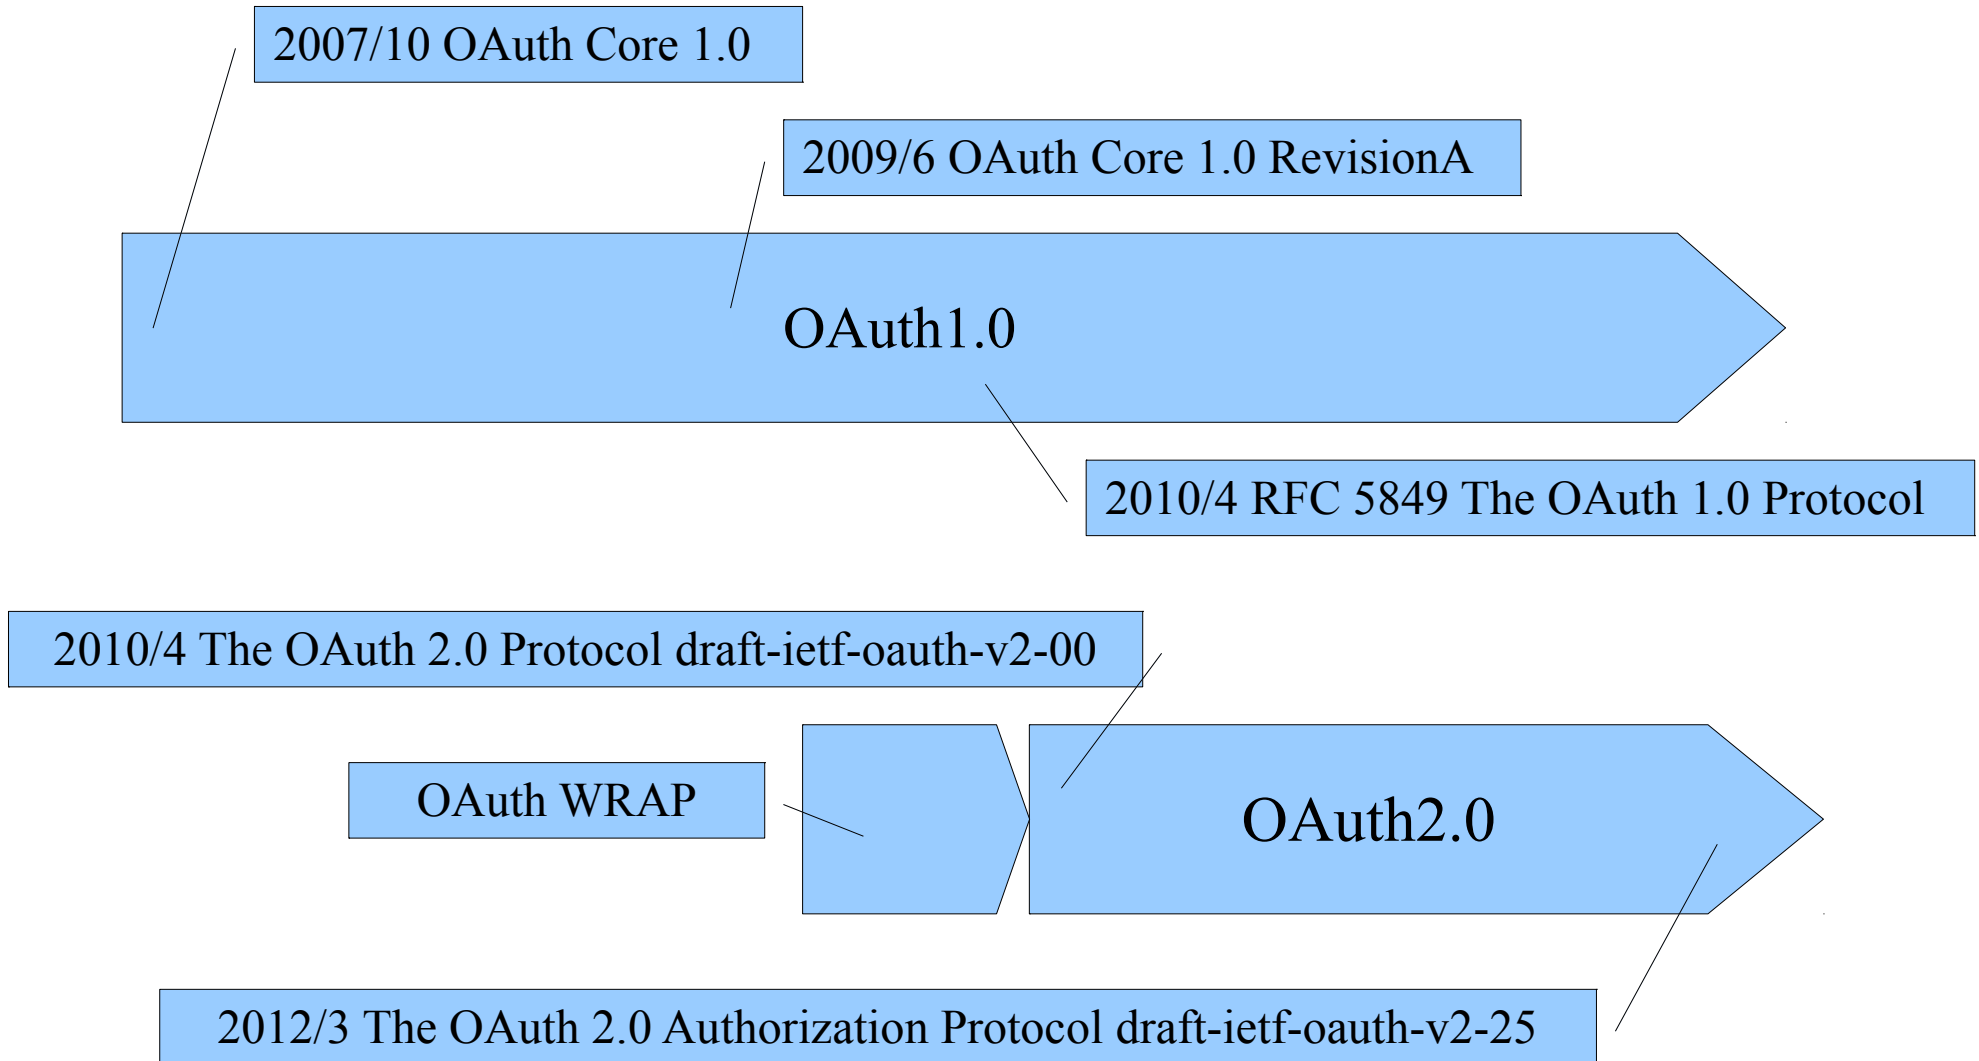 2007/10 OAuth Core 1.0
2009/6 OAuth Core 1.0 RevisionA
OAuth1.0
2010/4 RFC 5849 The OAuth 1.0 Protocol
2010/4 The OAuth 2.0 Protocol draft-ietf-oauth-v2-00
OAuth WRAP
OAuth2.0
2012/3 The OAuth 2.0 Authorization Protocol draft-ietf-oauth-v2-25